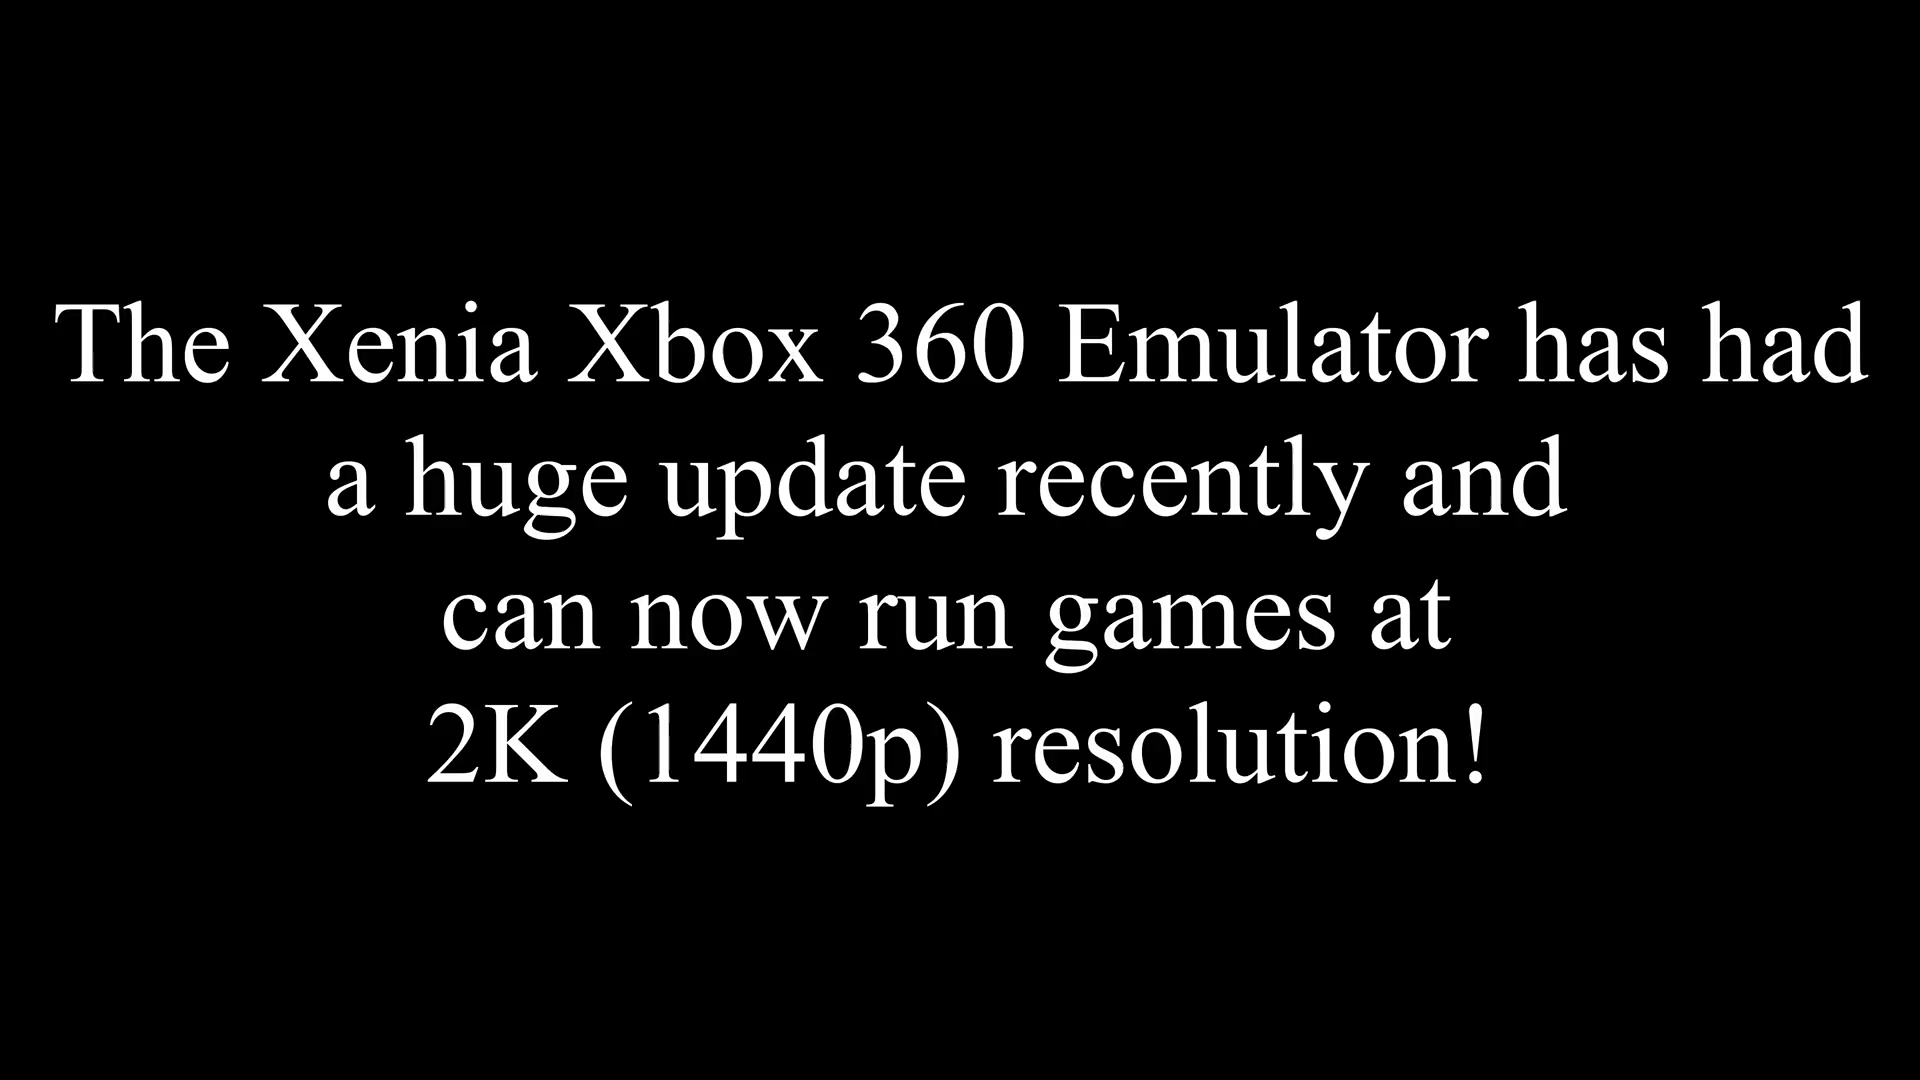 The Xenia Xbox 360 Emulator has had
a huge update recently and
can now run games at
2K (1440p) resolution!